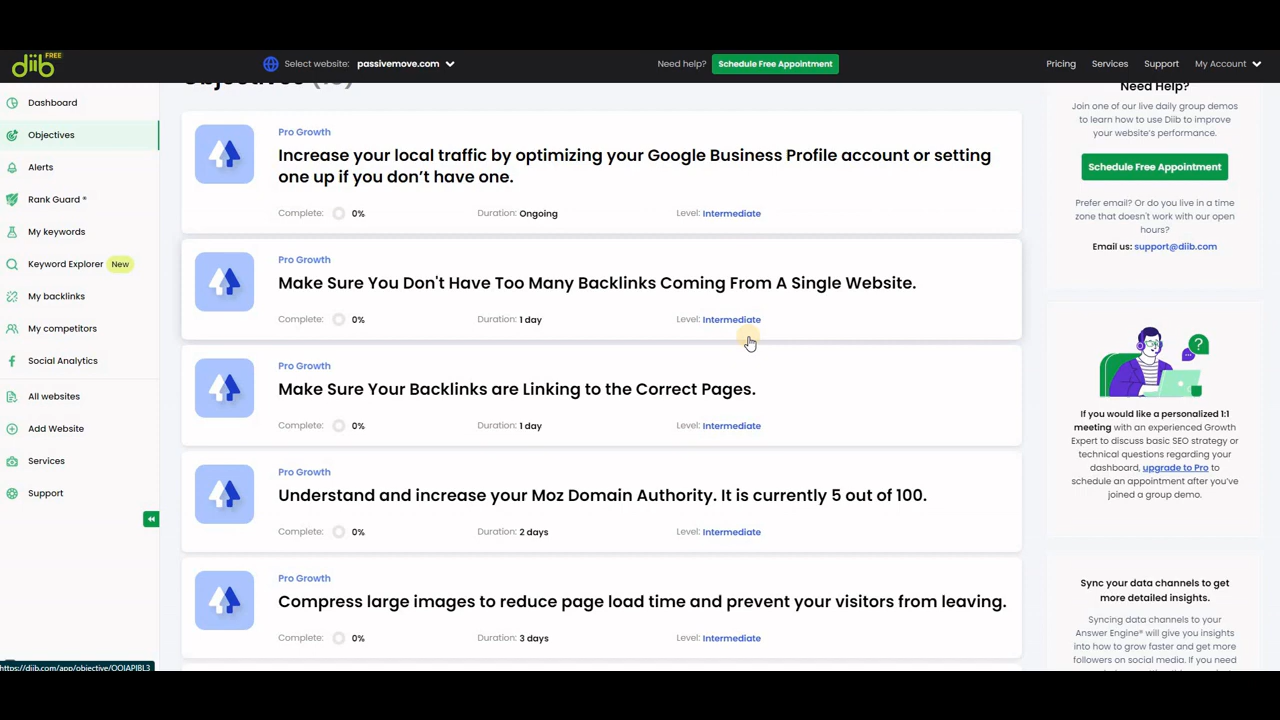 diib FREE
Select website: passivemove.com
Need help? Schedule Free Appointment
Pricing
Services
Support
My Account
Dashboard
Objectives
Alerts
Rank Guard ®
My keywords
Keyword Explorer New
My backlinks
My competitors
Social Analytics
All websites
Add Website
Services
Support
https://diib.com/app/objective/OOIAPIBL3
Pro Growth
Increase your local traffic by optimizing your Google Business Profile account or setting
one up if you don’t have one.
Complete: 0% Duration: Ongoing Level: Intermediate
Pro Growth
Make Sure You Don't Have Too Many Backlinks Coming From A Single Website.
Complete: 0% Duration: 1 day Level: Intermediate
Pro Growth
Make Sure Your Backlinks are Linking to the Correct Pages.
Complete: 0% Duration: 1 day Level: Intermediate
Pro Growth
Understand and increase your Moz Domain Authority. It is currently 5 out of 100.
Complete: 0% Duration: 2 days Level: Intermediate
Pro Growth
Compress large images to reduce page load time and prevent your visitors from leaving.
Complete: 0% Duration: 3 days Level: Intermediate
Need Help?
Join one of our live daily group demos
to learn how to use Diib to improve
your website's performance.
Schedule Free Appointment
Prefer email? Or do you live in a time
zone that doesn't work with our open
hours?
Email us: support@diib.com
If you would like a personalized 1:1
meeting with an experienced Growth
Expert to discuss basic SEO strategy or
technical questions regarding your
dashboard, upgrade to Pro to
schedule an appointment after you've
joined a group demo.
Sync your data channels to get
more detailed insights.
Syncing data channels to your
Answer Engine® will give you insights
into how to grow faster and get more
followers on social media. If you need